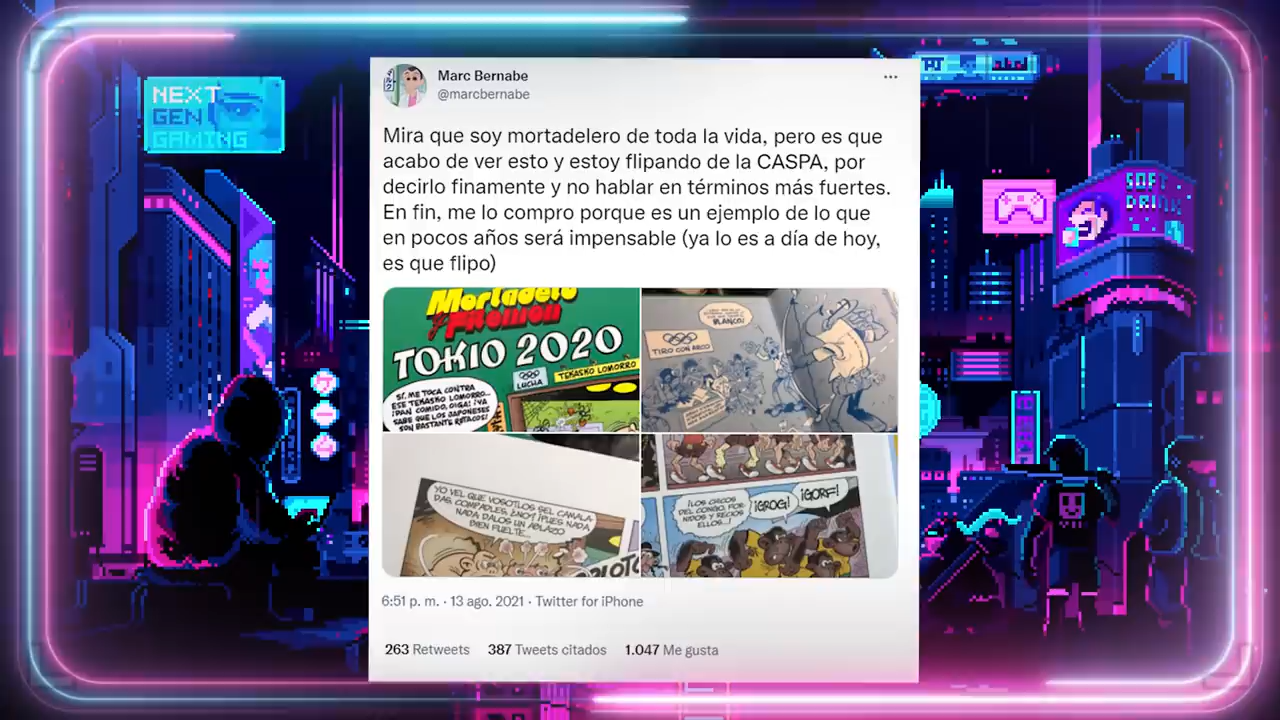 NEXT
GEN
GAMING
SOFT
DRINK
Marc Bernabe
@marcbernabe
Mira que soy mortadelero de toda la vida, pero es que
acabo de ver esto y estoy flipando de la CASPA, por
decirlo finamente y no hablar en términos más fuertes.
En fin, me lo compro porque es un ejemplo de lo que
en pocos años será impensable (ya lo es a día de hoy,
es que flipo)
Mortadelo
y Filemón
TOKIO 2020
LUCHA
TEKASKO LOMORRO
SÍ, ME TOCA CONTRA
ESE TEKASKO LOMORRO...
¡PAN COMIDO, OIGA! ¡YA
SABE QUE LOS JAPONESES
SON BASTANTE RETACOS!
BLANCO!
TIRO CON ARCO
YO VEL QUE VOSOTLOS SEL CAMALA-
DAS, COMPADLES, ¿NO? ¡PUES NADA,
NADA, DALOS UN ABLAZO
BIEN FUELTE...
¡LOS CHICOS
DEL CONGO, FOR-
NIDOS Y RECIOS
ELLOS...!
¡GROG!
¡GORF!
6:51 p. m. · 13 ago. 2021 · Twitter for iPhone
263 Retweets 387 Tweets citados 1.047 Me gusta